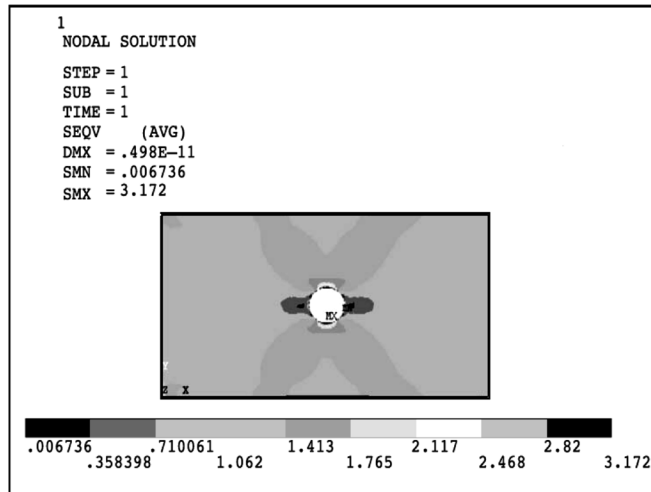 1
NODAL SOLUTION
STEP = 1
SUB = 1
TIME = 1
SEQV (AVG)
DMX = .498E–11
SMN = .006736
SMX = 3.172
MX
Y
Z X
.006736 .710061 1.413 2.117 2.82
.358398 1.062 1.765 2.468 3.172